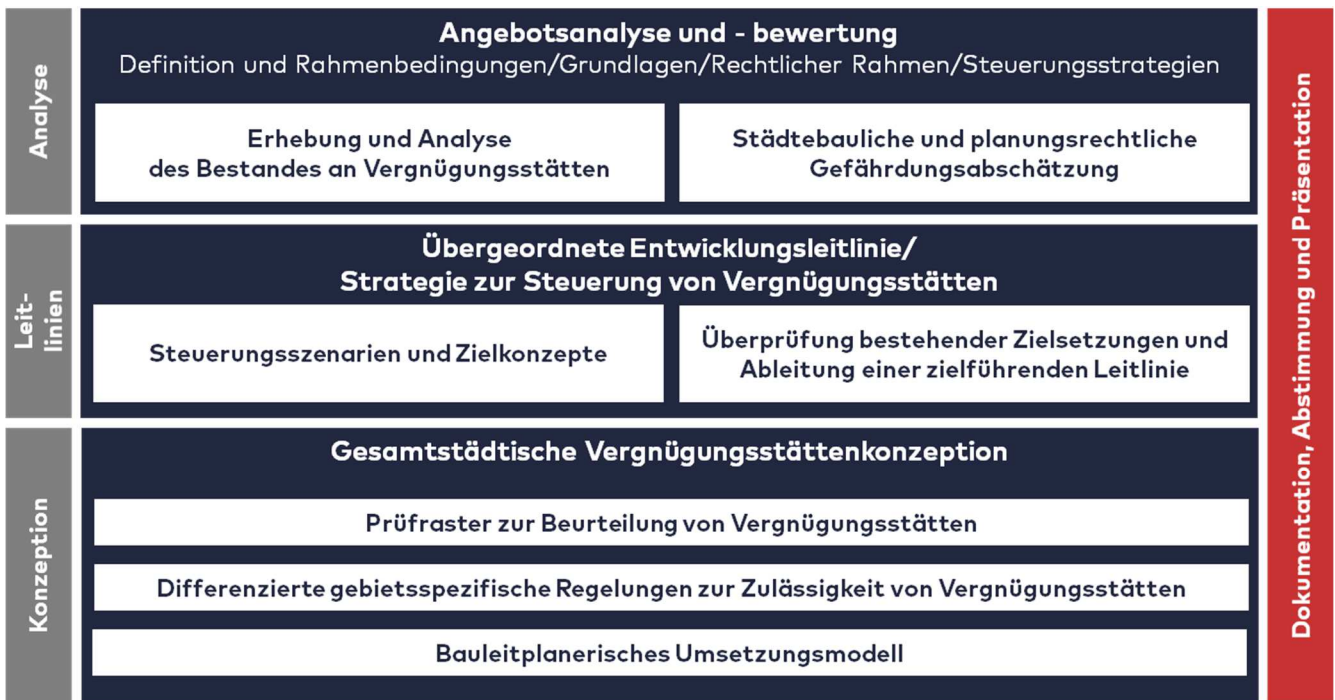 Analyse
Angebotsanalyse und - bewertung
Definition und Rahmenbedingungen/Grundlagen/Rechtlicher Rahmen/Steuerungsstrategien
Erhebung und Analyse
des Bestandes an Vergnügungsstätten
Städtebauliche und planungsrechtliche
Gefährdungsabschätzung
Leit-
linien
Übergeordnete Entwicklungsleitlinie/
Strategie zur Steuerung von Vergnügungsstätten
Steuerungsszenarien und Zielkonzepte
Überprüfung bestehender Zielsetzungen und
Ableitung einer zielführenden Leitlinie
Konzeption
Gesamtstädtische Vergnügungsstättenkonzeption
Prüfraster zur Beurteilung von Vergnügungsstätten
Differenzierte gebietsspezifische Regelungen zur Zulässigkeit von Vergnügungsstätten
Bauleitplanerisches Umsetzungsmodell
Dokumentation, Abstimmung und Präsentation